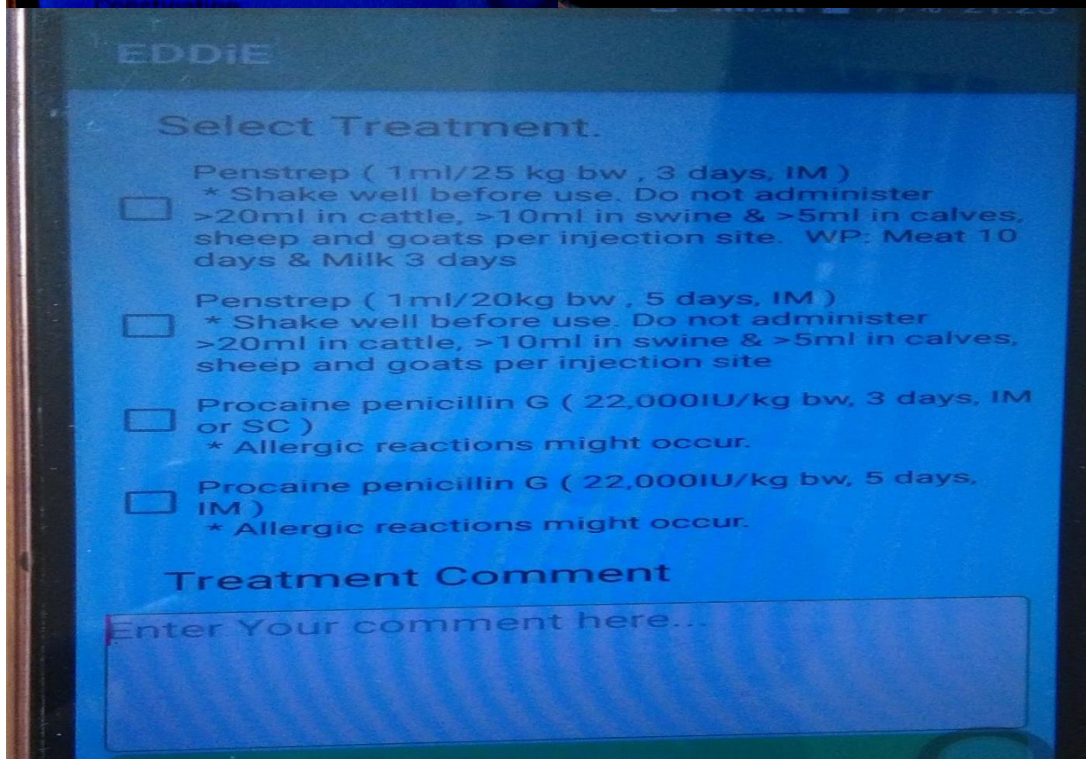 EDDiE
Select Treatment.
Penstrep ( 1ml/25 kg bw , 3 days, IM )
* Shake well before use. Do not administer
>20ml in cattle, >10ml in swine & >5ml in calves,
sheep and goats per injection site. WP: Meat 10
days & Milk 3 days
Penstrep ( 1ml/20kg bw , 5 days, IM )
* Shake well before use. Do not administer
>20ml in cattle, >10ml in swine & >5ml in calves,
sheep and goats per injection site
Procaine penicillin G ( 22,000IU/kg bw, 3 days, IM
or SC )
* Allergic reactions might occur.
Procaine penicillin G ( 22,000IU/kg bw, 5 days,
IM )
* Allergic reactions might occur.
Treatment Comment
Enter Your comment here...